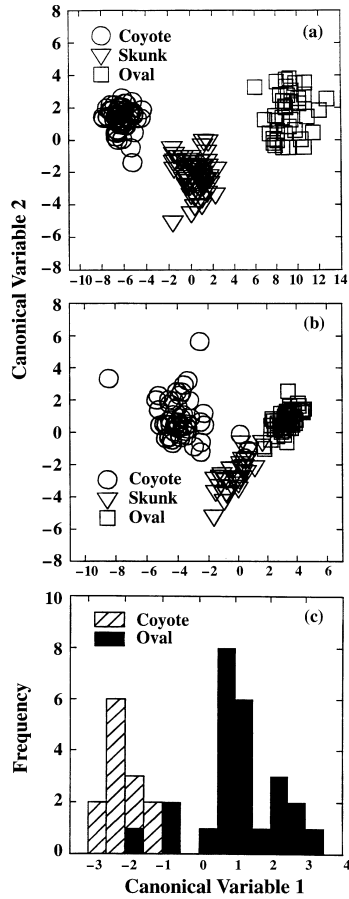 (a)
Coyote
Skunk
Oval
8
6
4
2
0
−2
−4
−6
−8
−10 −8 −6 −4 −2 0 2 4 6 8 10 12 14
Canonical Variable 2
(b)
8
6
4
2
0
−2
−4
−6
−8
Coyote
Skunk
Oval
−10 −8 −6 −4 −2 0 2 4 6
(c)
Coyote
Oval
10
8
6
4
2
0
Frequency
−3 −2 −1 0 1 2 3
Canonical Variable 1